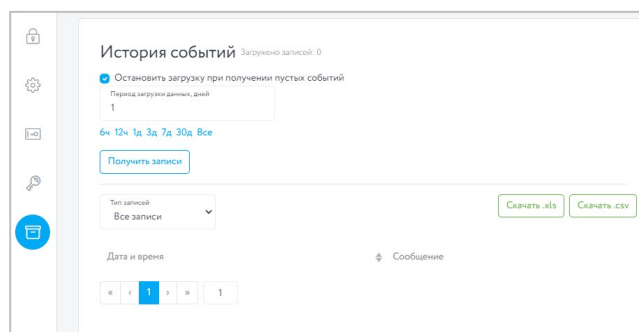 История событий Загружено записей: 0
Остановить загрузку при получении пустых событий
Период загрузки данных, дней
1
6ч 12ч 1д 3д 7д 30д Все
Получить записи
Тип записей
Все записи
Скачать .xls Скачать .csv
Дата и время Сообщение
« ‹ 1 › » 1